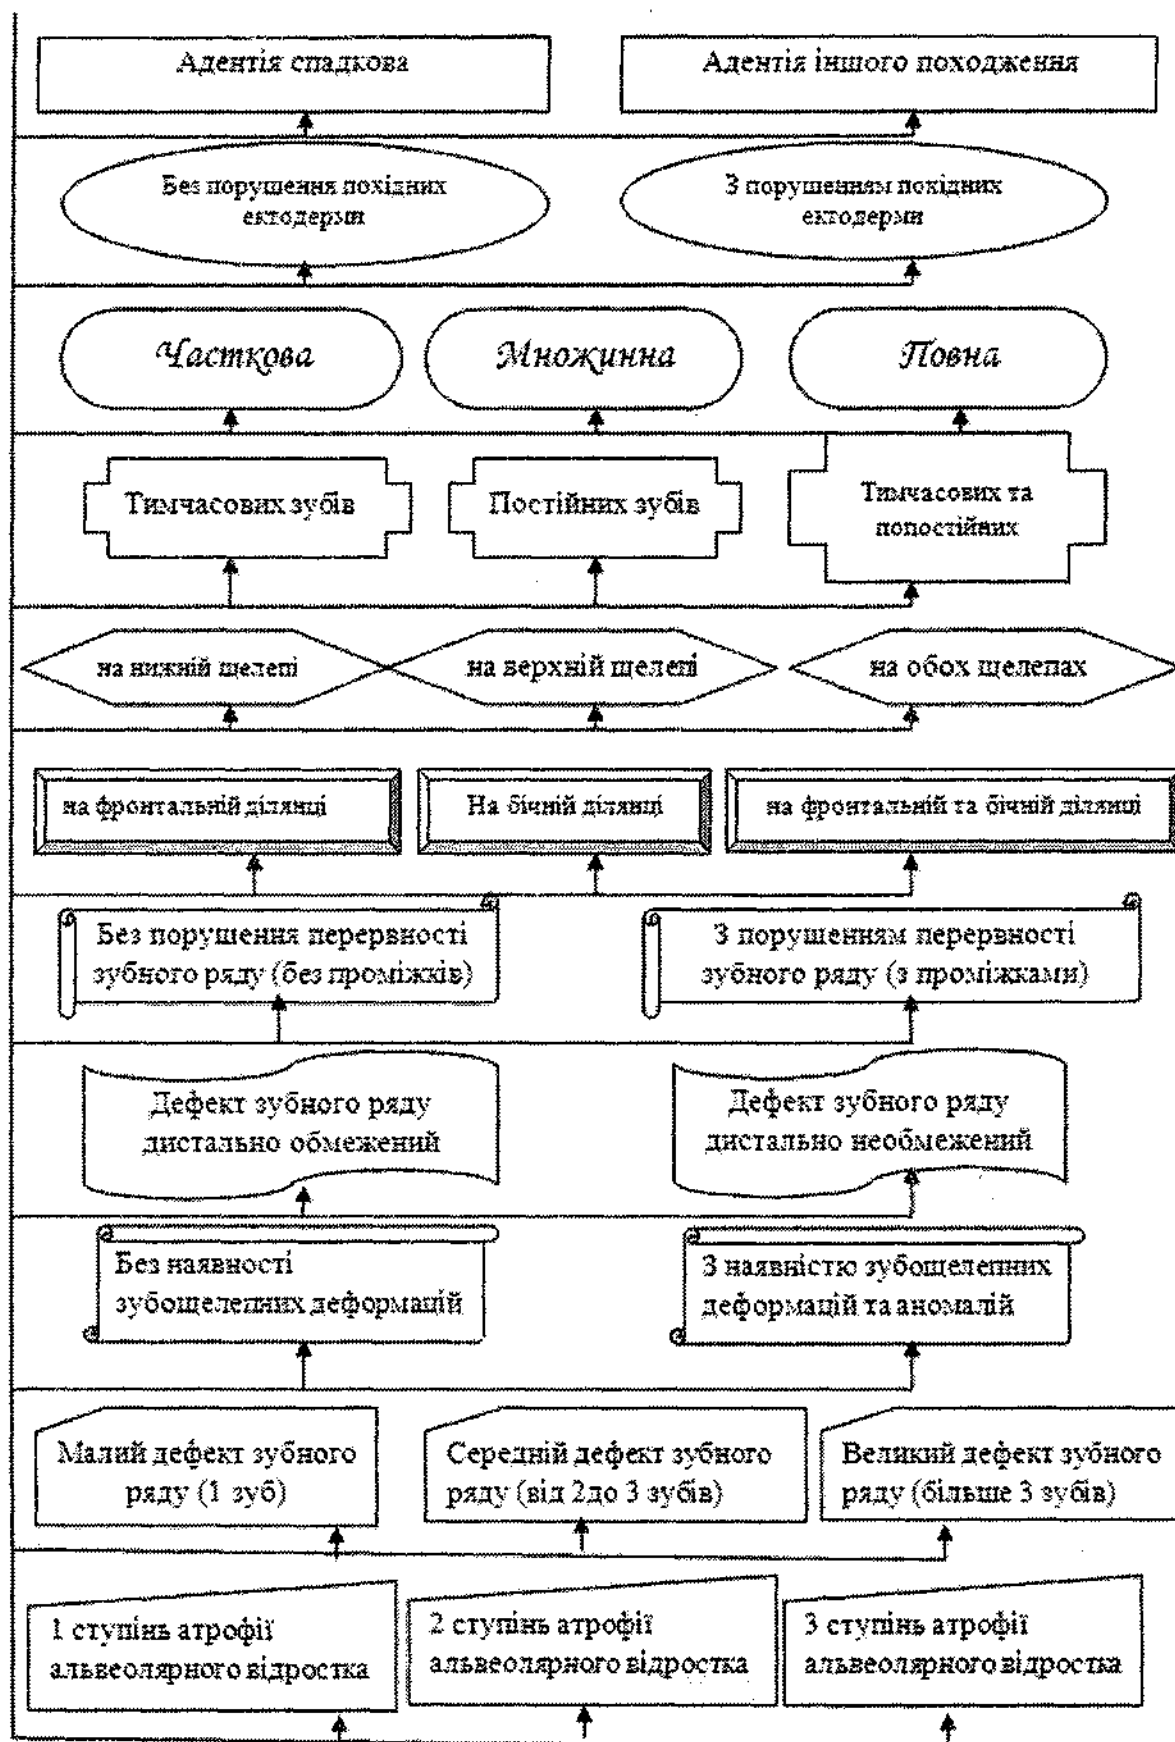 Адентія спадкова
Адентія іншого походження
Без порушення похідних
ектодерми
З порушенням похідних
ектодерми
Часткова
Множинна
Повна
Тимчасових зубів
Постійних зубів
Тимчасових та
попостійних
на нижній щелепі
на верхній щелепі
на обох щелепах
на фронтальній ділянці
На бічній ділянці
на фронтальній та бічній ділянці
Без порушення перервності
зубного ряду (без проміжків)
З порушенням перервності
зубного ряду (з проміжками)
Дефект зубного ряду
дистально обмежений
Дефект зубного ряду
дистально необмежений
Без наявності
зубощелепних деформацій
З наявністю зубощелепних
деформацій та аномалій
Малий дефект зубного
ряду (1 зуб)
Середній дефект зубного
ряду (від 2до 3 зубів)
Великий дефект зубного
ряду (більше 3 зубів)
1 ступінь атрофії
альвеолярного відростка
2 ступінь атрофії
альвеолярного відростка
3 ступінь атрофії
альвеолярного відростка